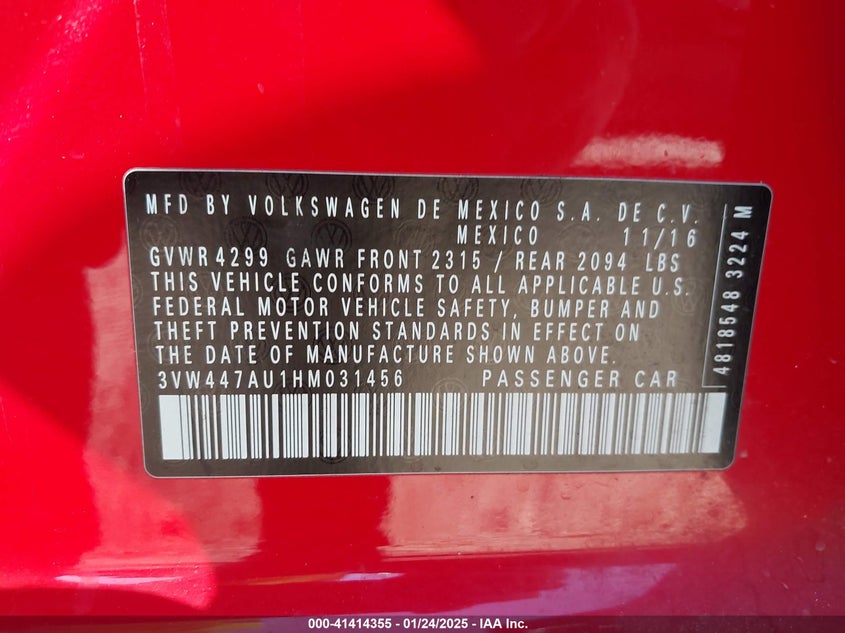 MFD BY VOLKSWAGEN DE MEXICO S.A. DE C.V.
MEXICO 11/16
GVWR 4299 GAWR FRONT 2315 / REAR 2094 LBS
THIS VEHICLE CONFORMS TO ALL APPLICABLE U.S.
FEDERAL MOTOR VEHICLE SAFETY, BUMPER AND
THEFT PREVENTION STANDARDS IN EFFECT ON
THE DATE OF MANUFACTURE SHOWN ABOVE.
3VW447AU1HM031456 PASSENGER CAR
4818548 3224 M
000-41414355 - 01/24/2025 - IAA Inc.